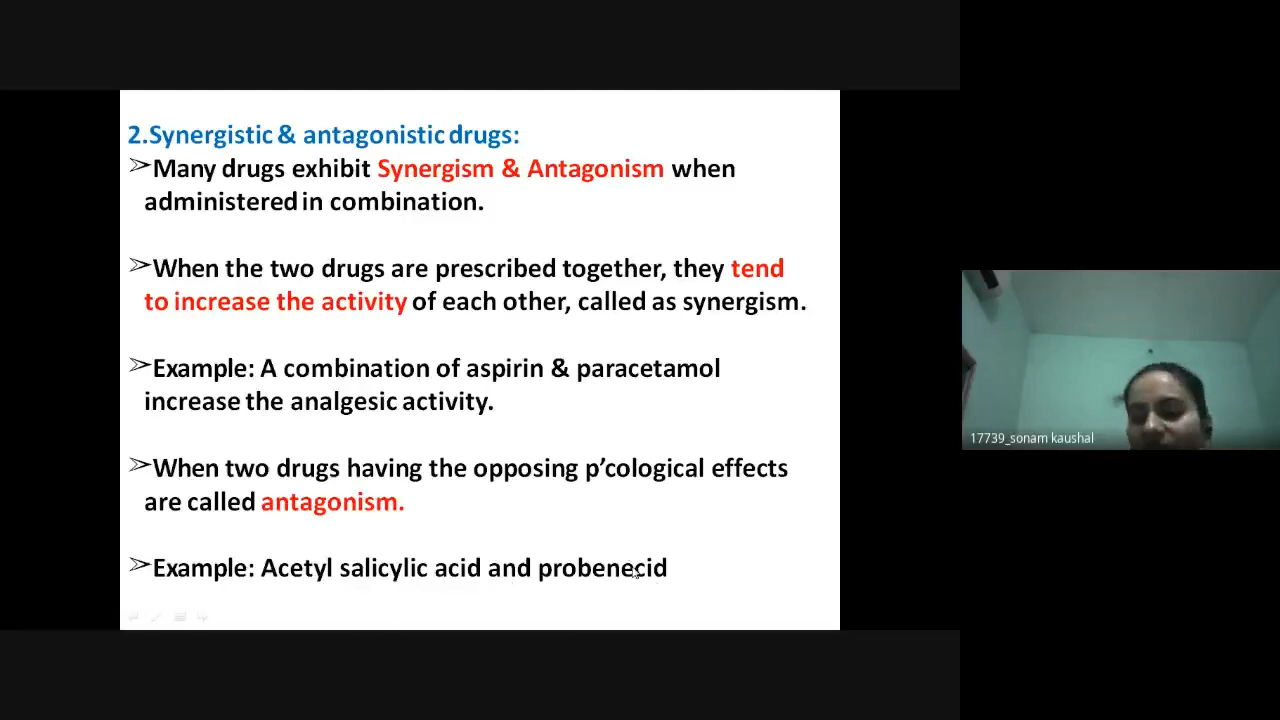 2.Synergistic & antagonistic drugs:
➢Many drugs exhibit Synergism & Antagonism when
administered in combination.
➢When the two drugs are prescribed together, they tend
to increase the activity of each other, called as synergism.
➢Example: A combination of aspirin & paracetamol
increase the analgesic activity.
➢When two drugs having the opposing p’cological effects
are called antagonism.
➢Example: Acetyl salicylic acid and probenecid
17739_sonam kaushal